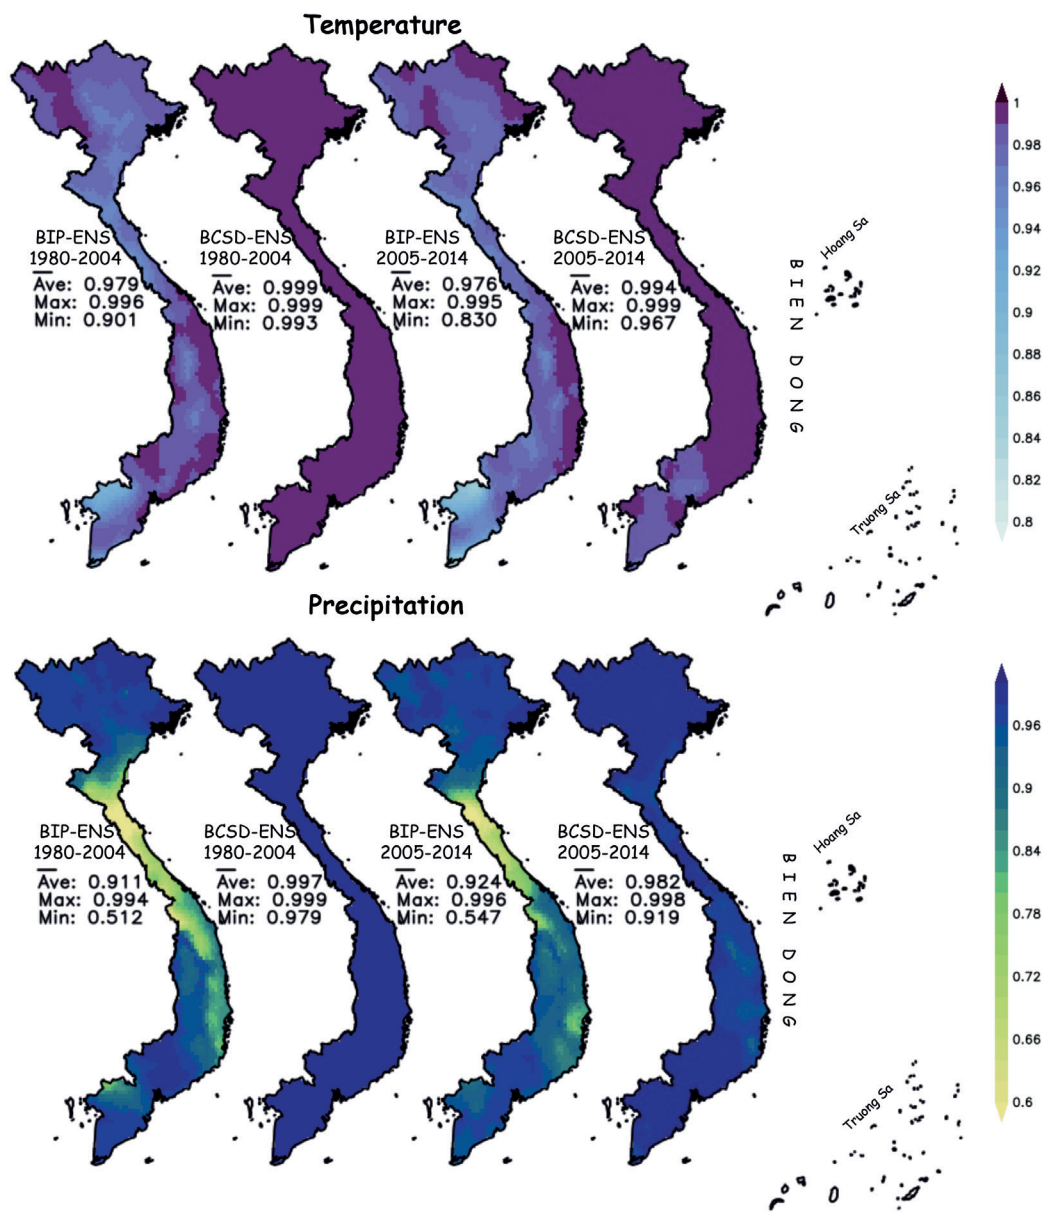 Temperature
BIP-ENS
1980-2004
Ave: 0.979
Max: 0.996
Min: 0.901
BCSD-ENS
1980-2004
Ave: 0.999
Max: 0.999
Min: 0.993
BIP-ENS
2005-2014
Ave: 0.976
Max: 0.995
Min: 0.830
BCSD-ENS
2005-2014
Ave: 0.994
Max: 0.999
Min: 0.967
BIEN DONG
Hoang Sa
Truong Sa
1
0.98
0.96
0.94
0.92
0.9
0.88
0.86
0.84
0.82
0.8
Precipitation
BIP-ENS
1980-2004
Ave: 0.911
Max: 0.994
Min: 0.512
BCSD-ENS
1980-2004
Ave: 0.997
Max: 0.999
Min: 0.979
BIP-ENS
2005-2014
Ave: 0.924
Max: 0.996
Min: 0.547
BCSD-ENS
2005-2014
Ave: 0.982
Max: 0.998
Min: 0.919
BIEN DONG
Hoang Sa
Truong Sa
0.96
0.9
0.84
0.78
0.72
0.66
0.6